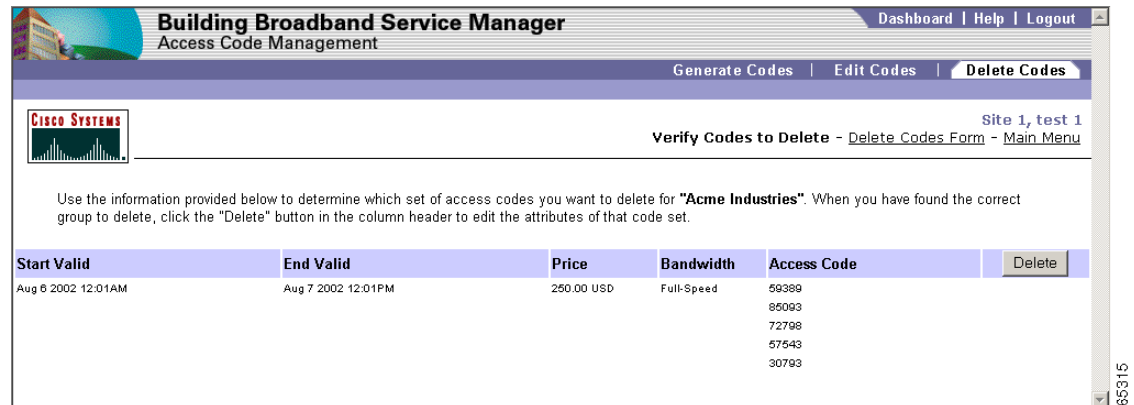 Building Broadband Service Manager
Dashboard | Help | Logout
Access Code Management
Generate Codes | Edit Codes | Delete Codes
CISCO SYSTEMS
Site 1, test 1
Verify Codes to Delete - Delete Codes Form - Main Menu
Use the information provided below to determine which set of access codes you want to delete for "Acme Industries". When you have found the correct
group to delete, click the "Delete" button in the column header to edit the attributes of that code set.
Start Valid End Valid Price Bandwidth Access Code Delete
Aug 6 2002 12:01AM Aug 7 2002 12:01PM 250.00 USD Full-Speed 59389
85093
72798
57543
30793
65315